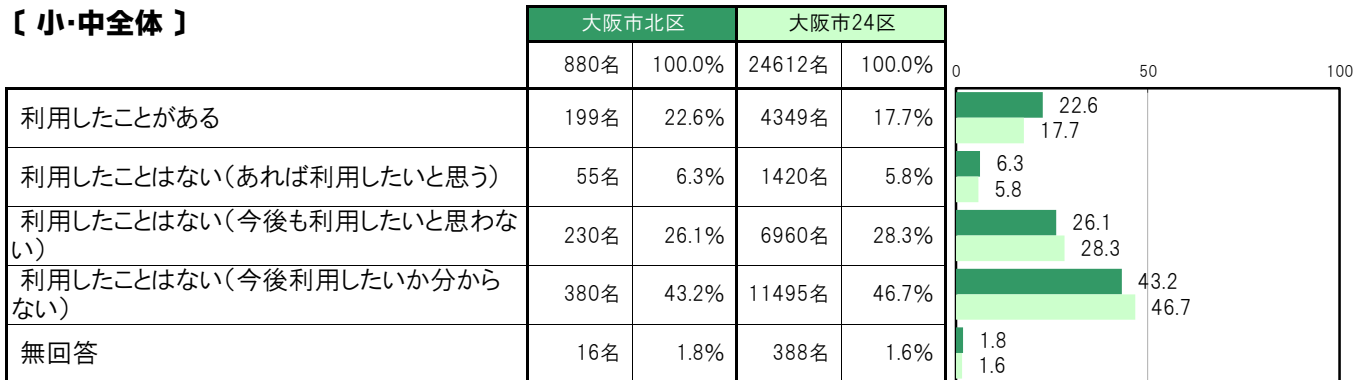 〔 小・中全体 〕
大阪市北区 大阪市24区
880名 100.0% 24612名 100.0%
0 50 100
利用したことがある 199名 22.6% 4349名 17.7%
22.6
17.7
利用したことはない（あれば利用したいと思う） 55名 6.3% 1420名 5.8%
6.3
5.8
利用したことはない（今後も利用したいと思わな
い） 230名 26.1% 6960名 28.3%
26.1
28.3
利用したことはない（今後利用したいか分から
ない） 380名 43.2% 11495名 46.7%
43.2
46.7
無回答 16名 1.8% 388名 1.6%
1.8
1.6